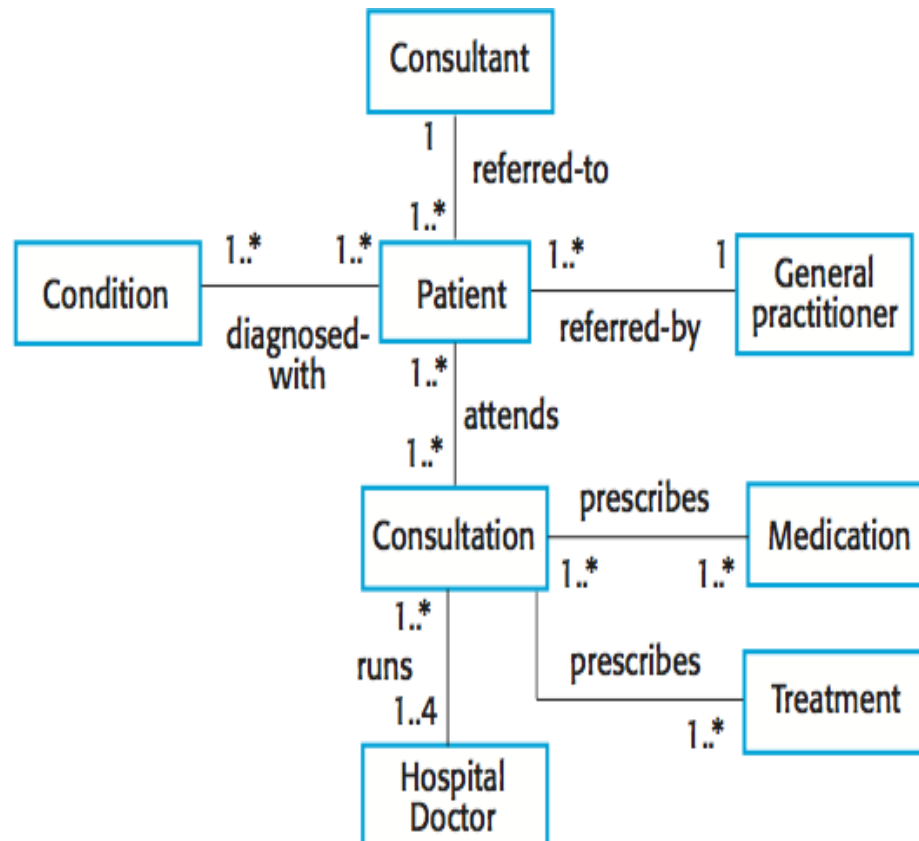 Consultant
1
referred-to
1..*
1..*
1..*
1..*
1
Condition
Patient
General
practitioner
diagnosed-
with
referred-by
1..*
attends
1..*
Consultation
prescribes
Medication
1..*
1..*
1..*
runs
prescribes
Treatment
1..4
1..*
Hospital
Doctor